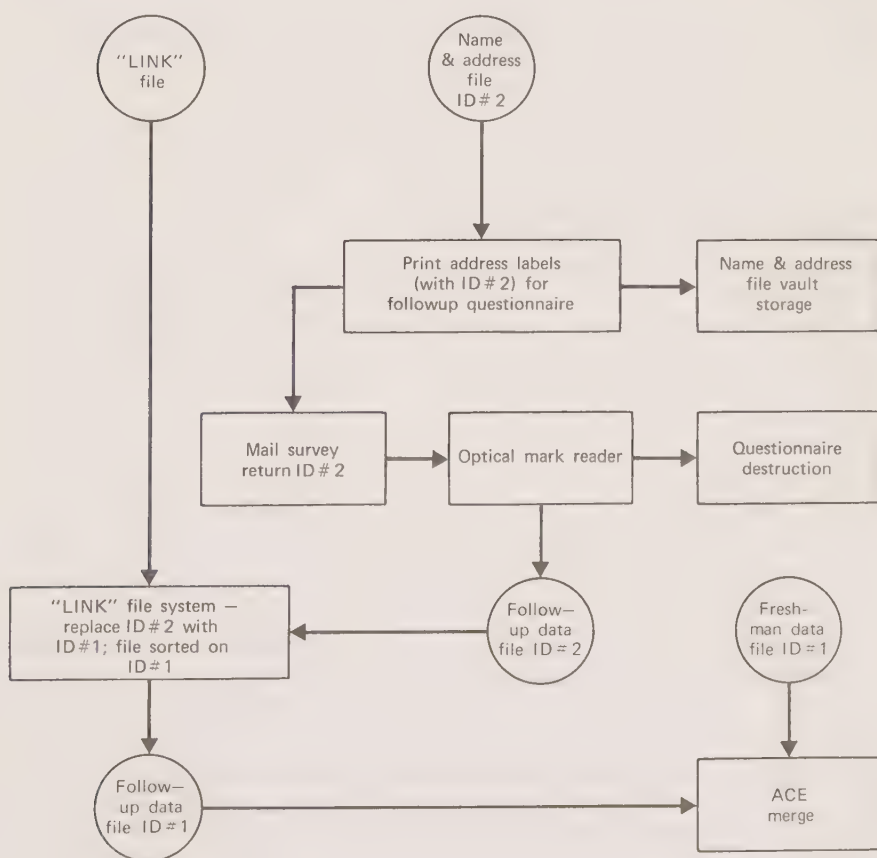 "LINK"
file
Name
& address
file
ID# 2
Print address labels
(with ID# 2) for
followup questionnaire
Name & address
file vault
storage
Mail survey
return ID# 2
Optical mark reader
Questionnaire
destruction
"LINK" file system —
replace ID#2 with
ID#1; file sorted on
ID#1
Follow—
up data
file ID#2
Fresh-
man data
file ID#1
Follow—
up data
file ID#1
ACE
merge